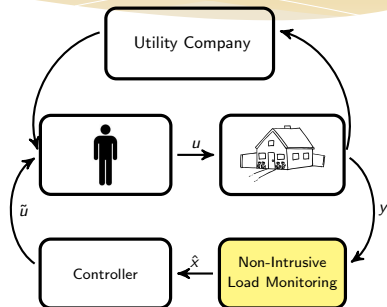 Utility Company
u
ũ
y
x̂
Controller
Non-Intrusive
Load Monitoring